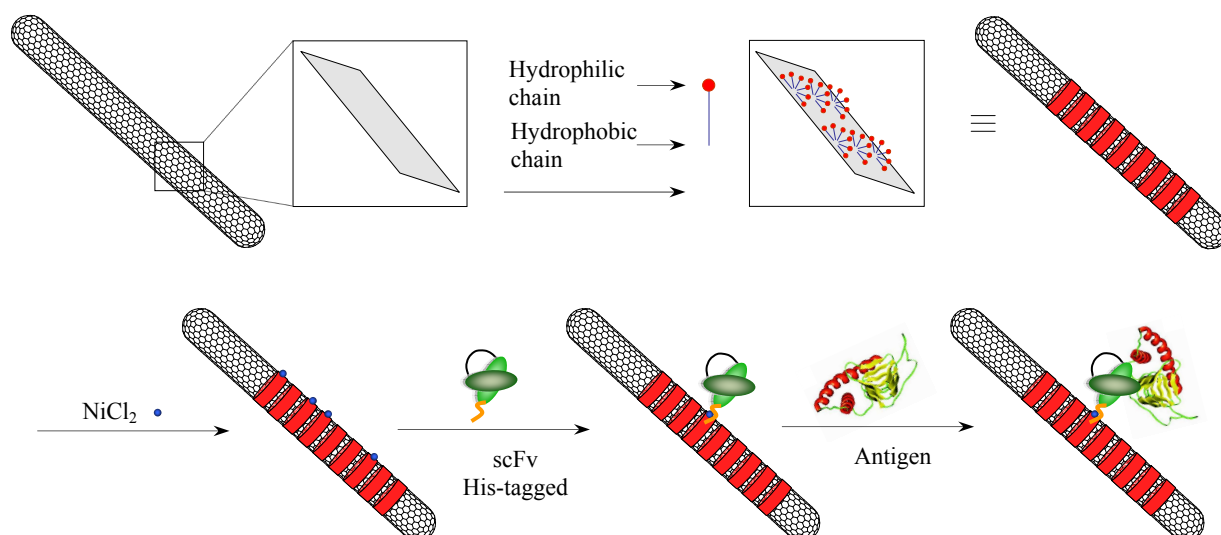 Hydrophilic
chain
Hydrophobic
chain
NiCl₂
scFv
His-tagged
Antigen